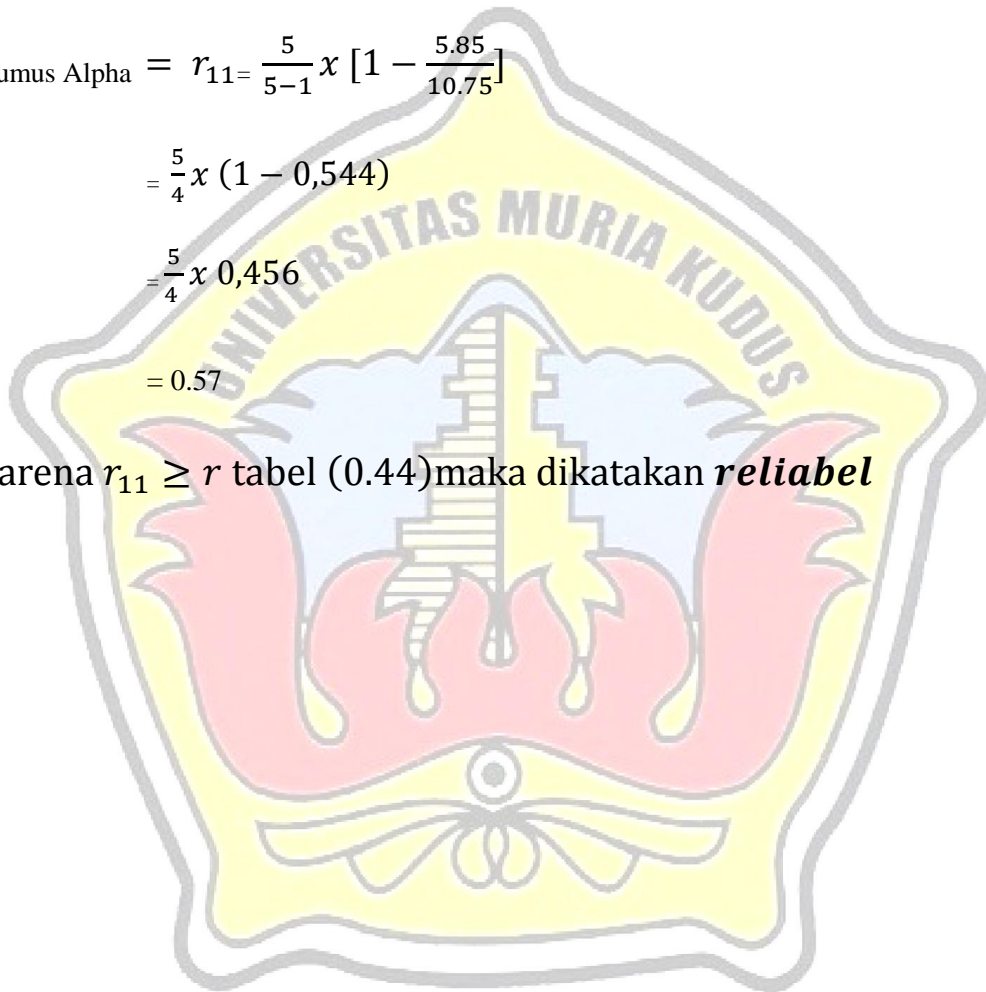 umus Alpha = r₁₁= 5/5−1 x [1 − 5.85/10.75]
= 5/4 x (1 − 0,544)
= 5/4 x 0,456
= 0.57
arena r₁₁ ≥ r tabel (0.44)maka dikatakan reliabel
UNIVERSITAS MURIA KUDUS